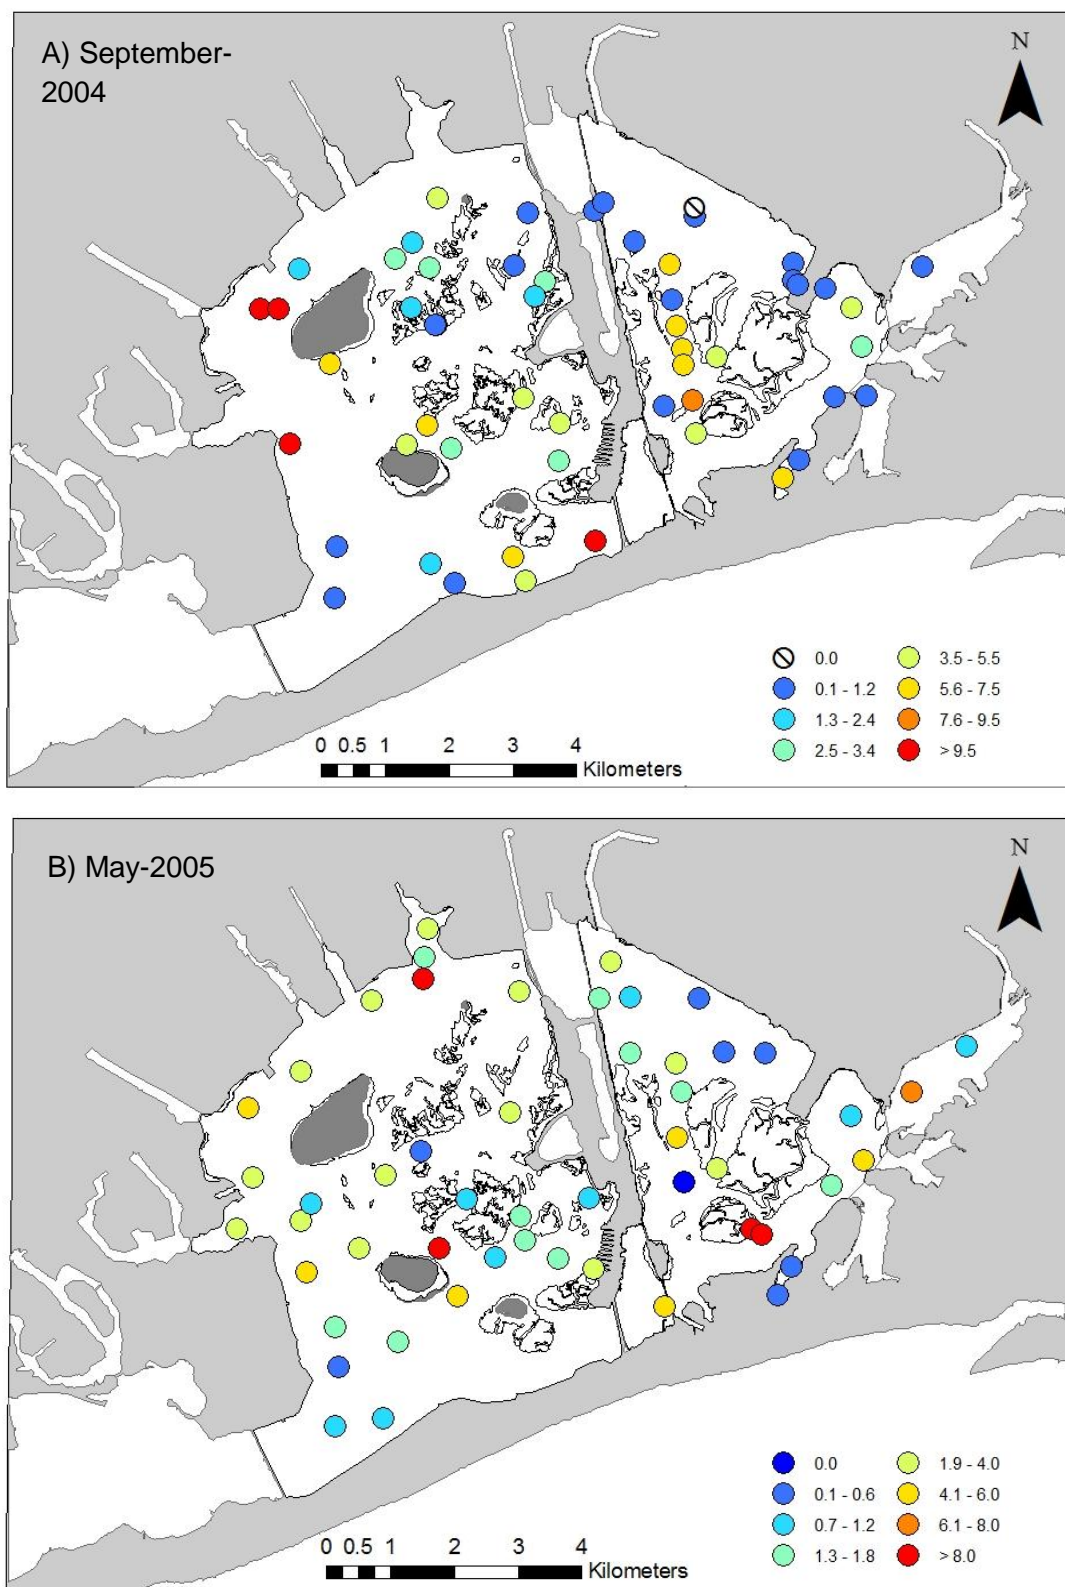 A) September-
2004
N
0.0
0.1 - 1.2
1.3 - 2.4
2.5 - 3.4
3.5 - 5.5
5.6 - 7.5
7.6 - 9.5
> 9.5
0 0.5 1 2 3 4
Kilometers
B) May-2005
N
0.0
0.1 - 0.6
0.7 - 1.2
1.3 - 1.8
1.9 - 4.0
4.1 - 6.0
6.1 - 8.0
> 8.0
0 0.5 1 2 3 4
Kilometers